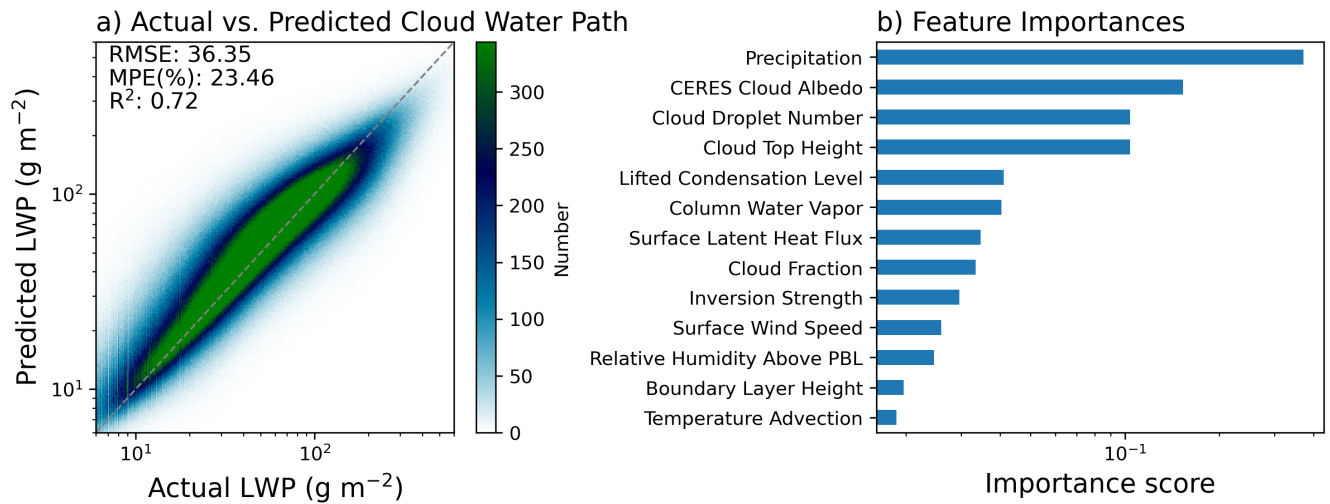 a) Actual vs. Predicted Cloud Water Path
RMSE: 36.35
MPE(%): 23.46
R²: 0.72
Predicted LWP (g m⁻²)
10²
10¹
10¹
10²
Actual LWP (g m⁻²)
300
250
200
150
100
50
0
Number
b) Feature Importances
Precipitation
CERES Cloud Albedo
Cloud Droplet Number
Cloud Top Height
Lifted Condensation Level
Column Water Vapor
Surface Latent Heat Flux
Cloud Fraction
Inversion Strength
Surface Wind Speed
Relative Humidity Above PBL
Boundary Layer Height
Temperature Advection
10⁻¹
Importance score